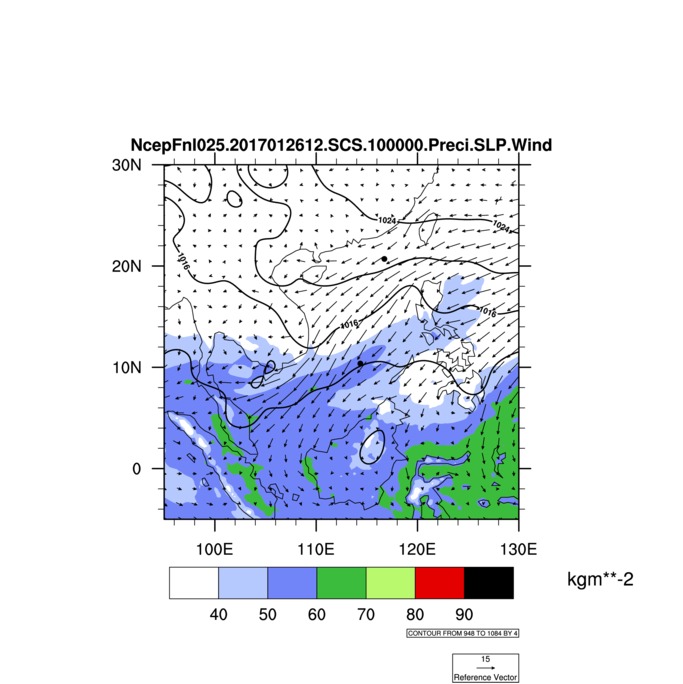 NcepFnl025.2017012612.SCS.100000.Preci.SLP.Wind
30N
20N
10N
0
1024
1024
1016
1016
1016
100E 110E 120E 130E
kgm**-2
40 50 60 70 80 90
CONTOUR FROM 948 TO 1084 BY 4
15
Reference Vector